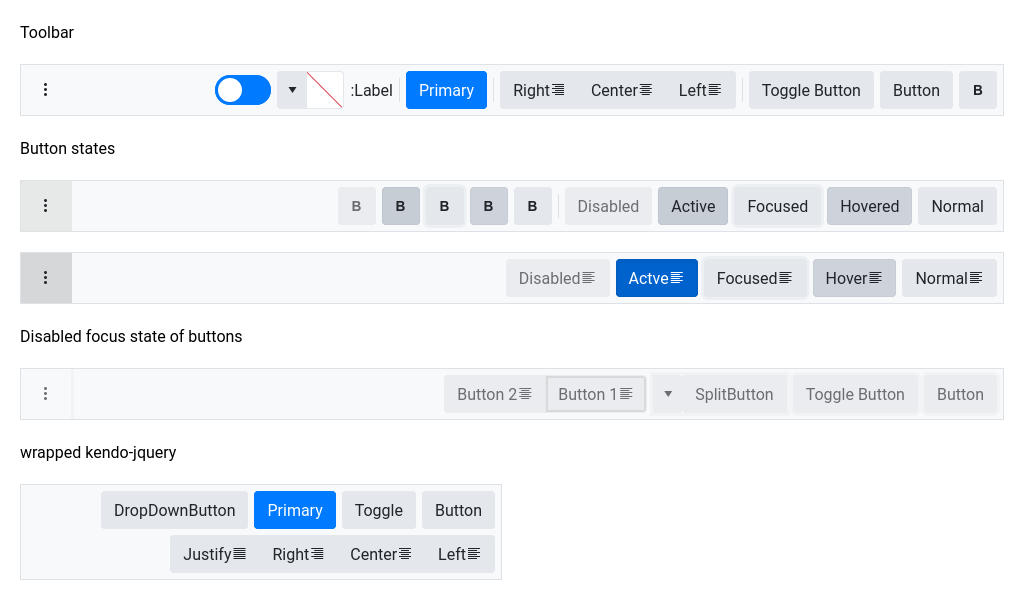 Toolbar
:Label Primary Right Center Left Toggle Button Button B
Button states
B B B B B Disabled Active Focused Hovered Normal
Disabled Actve Focused Hover Normal
Disabled focus state of buttons
Button 2 Button 1 SplitButton Toggle Button Button
wrapped kendo-jquery
DropDownButton Primary Toggle Button
Justify Right Center Left